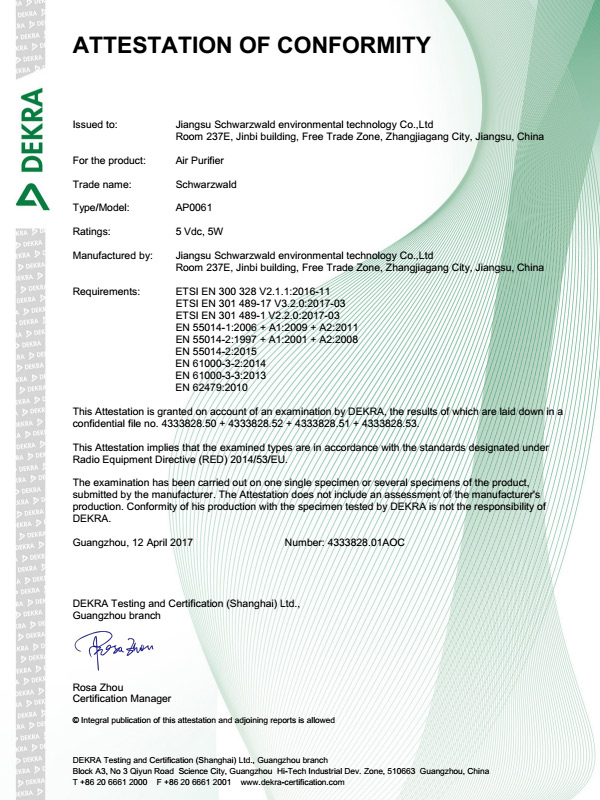 ATTESTATION OF CONFORMITY
DEKRA
Issued to: Jiangsu Schwarzwald environmental technology Co.,Ltd
Room 237E, Jinbi building, Free Trade Zone, Zhangjiagang City, Jiangsu, China
For the product: Air Purifier
Trade name: Schwarzwald
Type/Model: AP0061
Ratings: 5 Vdc, 5W
Manufactured by: Jiangsu Schwarzwald environmental technology Co.,Ltd
Room 237E, Jinbi building, Free Trade Zone, Zhangjiagang City, Jiangsu, China
Requirements: ETSI EN 300 328 V2.1.1:2016-11
ETSI EN 301 489-17 V3.2.0:2017-03
ETSI EN 301 489-1 V2.2.0:2017-03
EN 55014-1:2006 + A1:2009 + A2:2011
EN 55014-2:1997 + A1:2001 + A2:2008
EN 55014-2:2015
EN 61000-3-2:2014
EN 61000-3-3:2013
EN 62479:2010
This Attestation is granted on account of an examination by DEKRA, the results of which are laid down in a
confidential file no. 4333828.50 + 4333828.52 + 4333828.51 + 4333828.53.
This Attestation implies that the examined types are in accordance with the standards designated under
Radio Equipment Directive (RED) 2014/53/EU.
The examination has been carried out on one single specimen or several specimens of the product,
submitted by the manufacturer. The Attestation does not include an assessment of the manufacturer's
production. Conformity of his production with the specimen tested by DEKRA is not the responsibility of
DEKRA.
Guangzhou, 12 April 2017 Number: 4333828.01AOC
DEKRA Testing and Certification (Shanghai) Ltd.,
Guangzhou branch
Rosa Zhou
Rosa Zhou
Certification Manager
© Integral publication of this attestation and adjoining reports is allowed
DEKRA Testing and Certification (Shanghai) Ltd., Guangzhou branch
Block A3, No 3 Qiyun Road Science City, Guangzhou Hi-Tech Industrial Dev. Zone, 510663 Guangzhou, China
T +86 20 6661 2000 F +86 20 6661 2001 www.dekra-certification.com